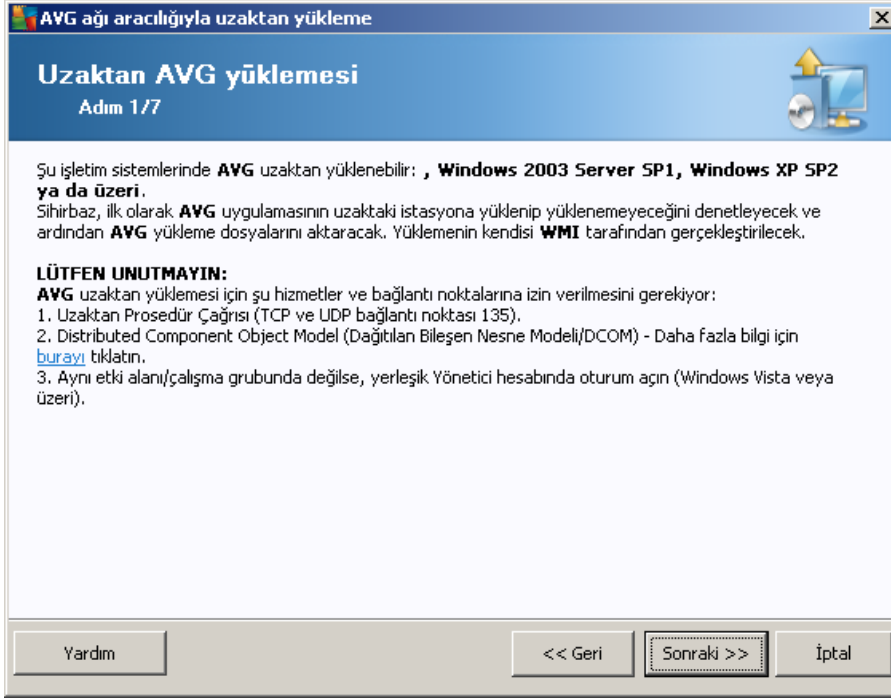 AVG ağı aracılığıyla uzaktan yükleme
Uzaktan AVG yüklemesi
Adım 1/7
Şu işletim sistemlerinde AVG uzaktan yüklenebilir: , Windows 2003 Server SP1, Windows XP SP2
ya da üzeri.
Sihirbaz, ilk olarak AVG uygulamasının uzaktaki istasyona yüklenip yüklenemeyeceğini denetleyecek ve
ardından AVG yükleme dosyalarını aktaracak. Yüklemenin kendisi WMI tarafından gerçekleştirilecek.
LÜTFEN UNUTMAYIN:
AVG uzaktan yüklemesi için şu hizmetler ve bağlantı noktalarına izin verilmesini gerekiyor:
1. Uzaktan Prosedür Çağrısı (TCP ve UDP bağlantı noktası 135).
2. Distributed Component Object Model (Dağıtılan Bileşen Nesne Modeli/DCOM) - Daha fazla bilgi için
burayı tıklatın.
3. Aynı etki alanı/çalışma grubunda değilse, yerleşik Yönetici hesabında oturum açın (Windows Vista veya
üzeri).
Yardım
<< Geri
Sonraki >>
İptal